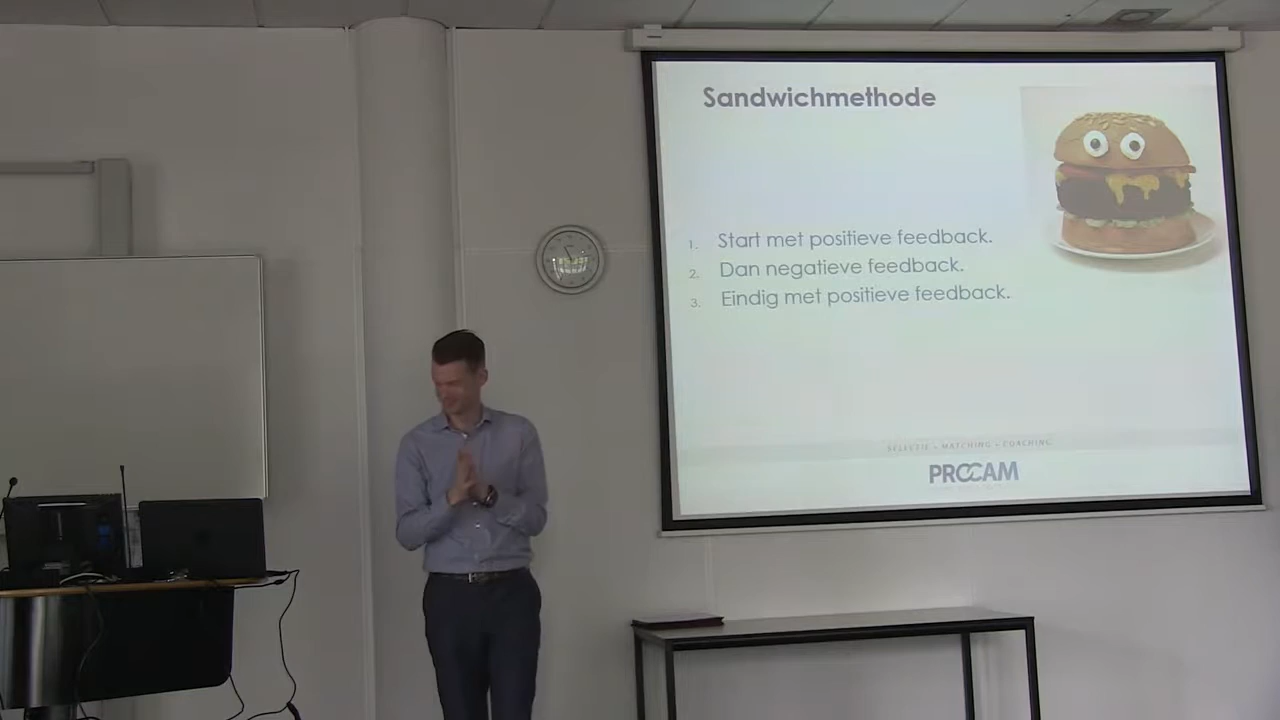 Sandwichmethode
1. Start met positieve feedback.
2. Dan negatieve feedback.
3. Eindig met positieve feedback.
SELECTIE - MATCHING - COACHING
PROCAM